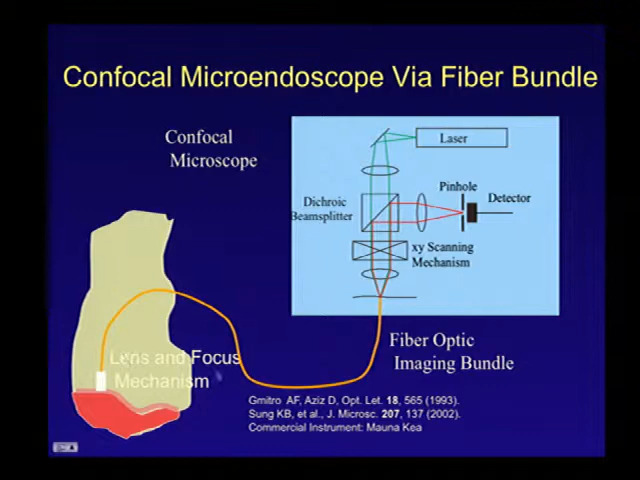 Confocal Microendoscope Via Fiber Bundle
Confocal
Microscope
Laser
Pinhole
Detector
Dichroic
Beamsplitter
xy Scanning
Mechanism
Fiber Optic
Imaging Bundle
Lens and Focus
Mechanism
Gmitro AF, Aziz D, Opt. Let. 18, 565 (1993).
Sung KB, et al., J. Microsc. 207, 137 (2002).
Commercial Instrument: Mauna Kea